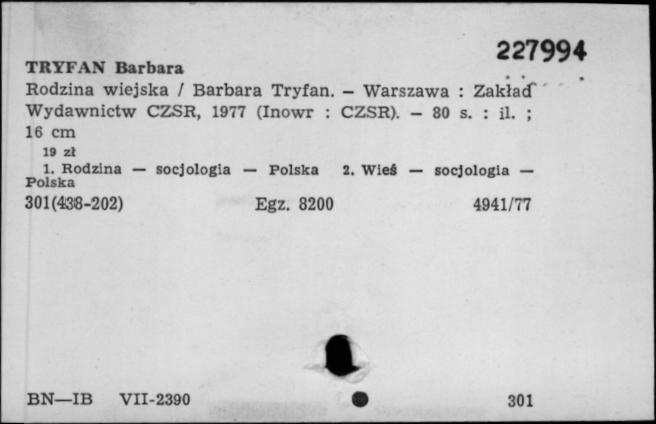 227994
TRYFAN Barbara
Rodzina wiejska / Barbara Tryfan. — Warszawa : Zakład
Wydawnictw CZSR, 1977 (Inowr : CZSR). — 80 s. : il. ;
16 cm
19 zł
1. Rodzina — socjologia — Polska 2. Wieś — socjologia —
Polska
301(438-202) Egz. 8200 4941/77
BN—IB VII-2390 301